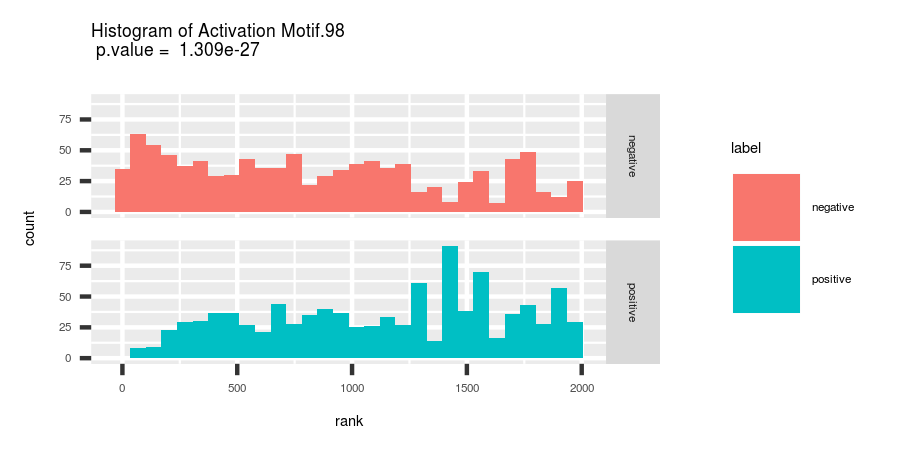 Histogram of Activation Motif.98
p.value = 1.309e-27
75
50
25
0
negative
75
50
25
0
positive
count
0 500 1000 1500 2000
rank
label
negative
positive